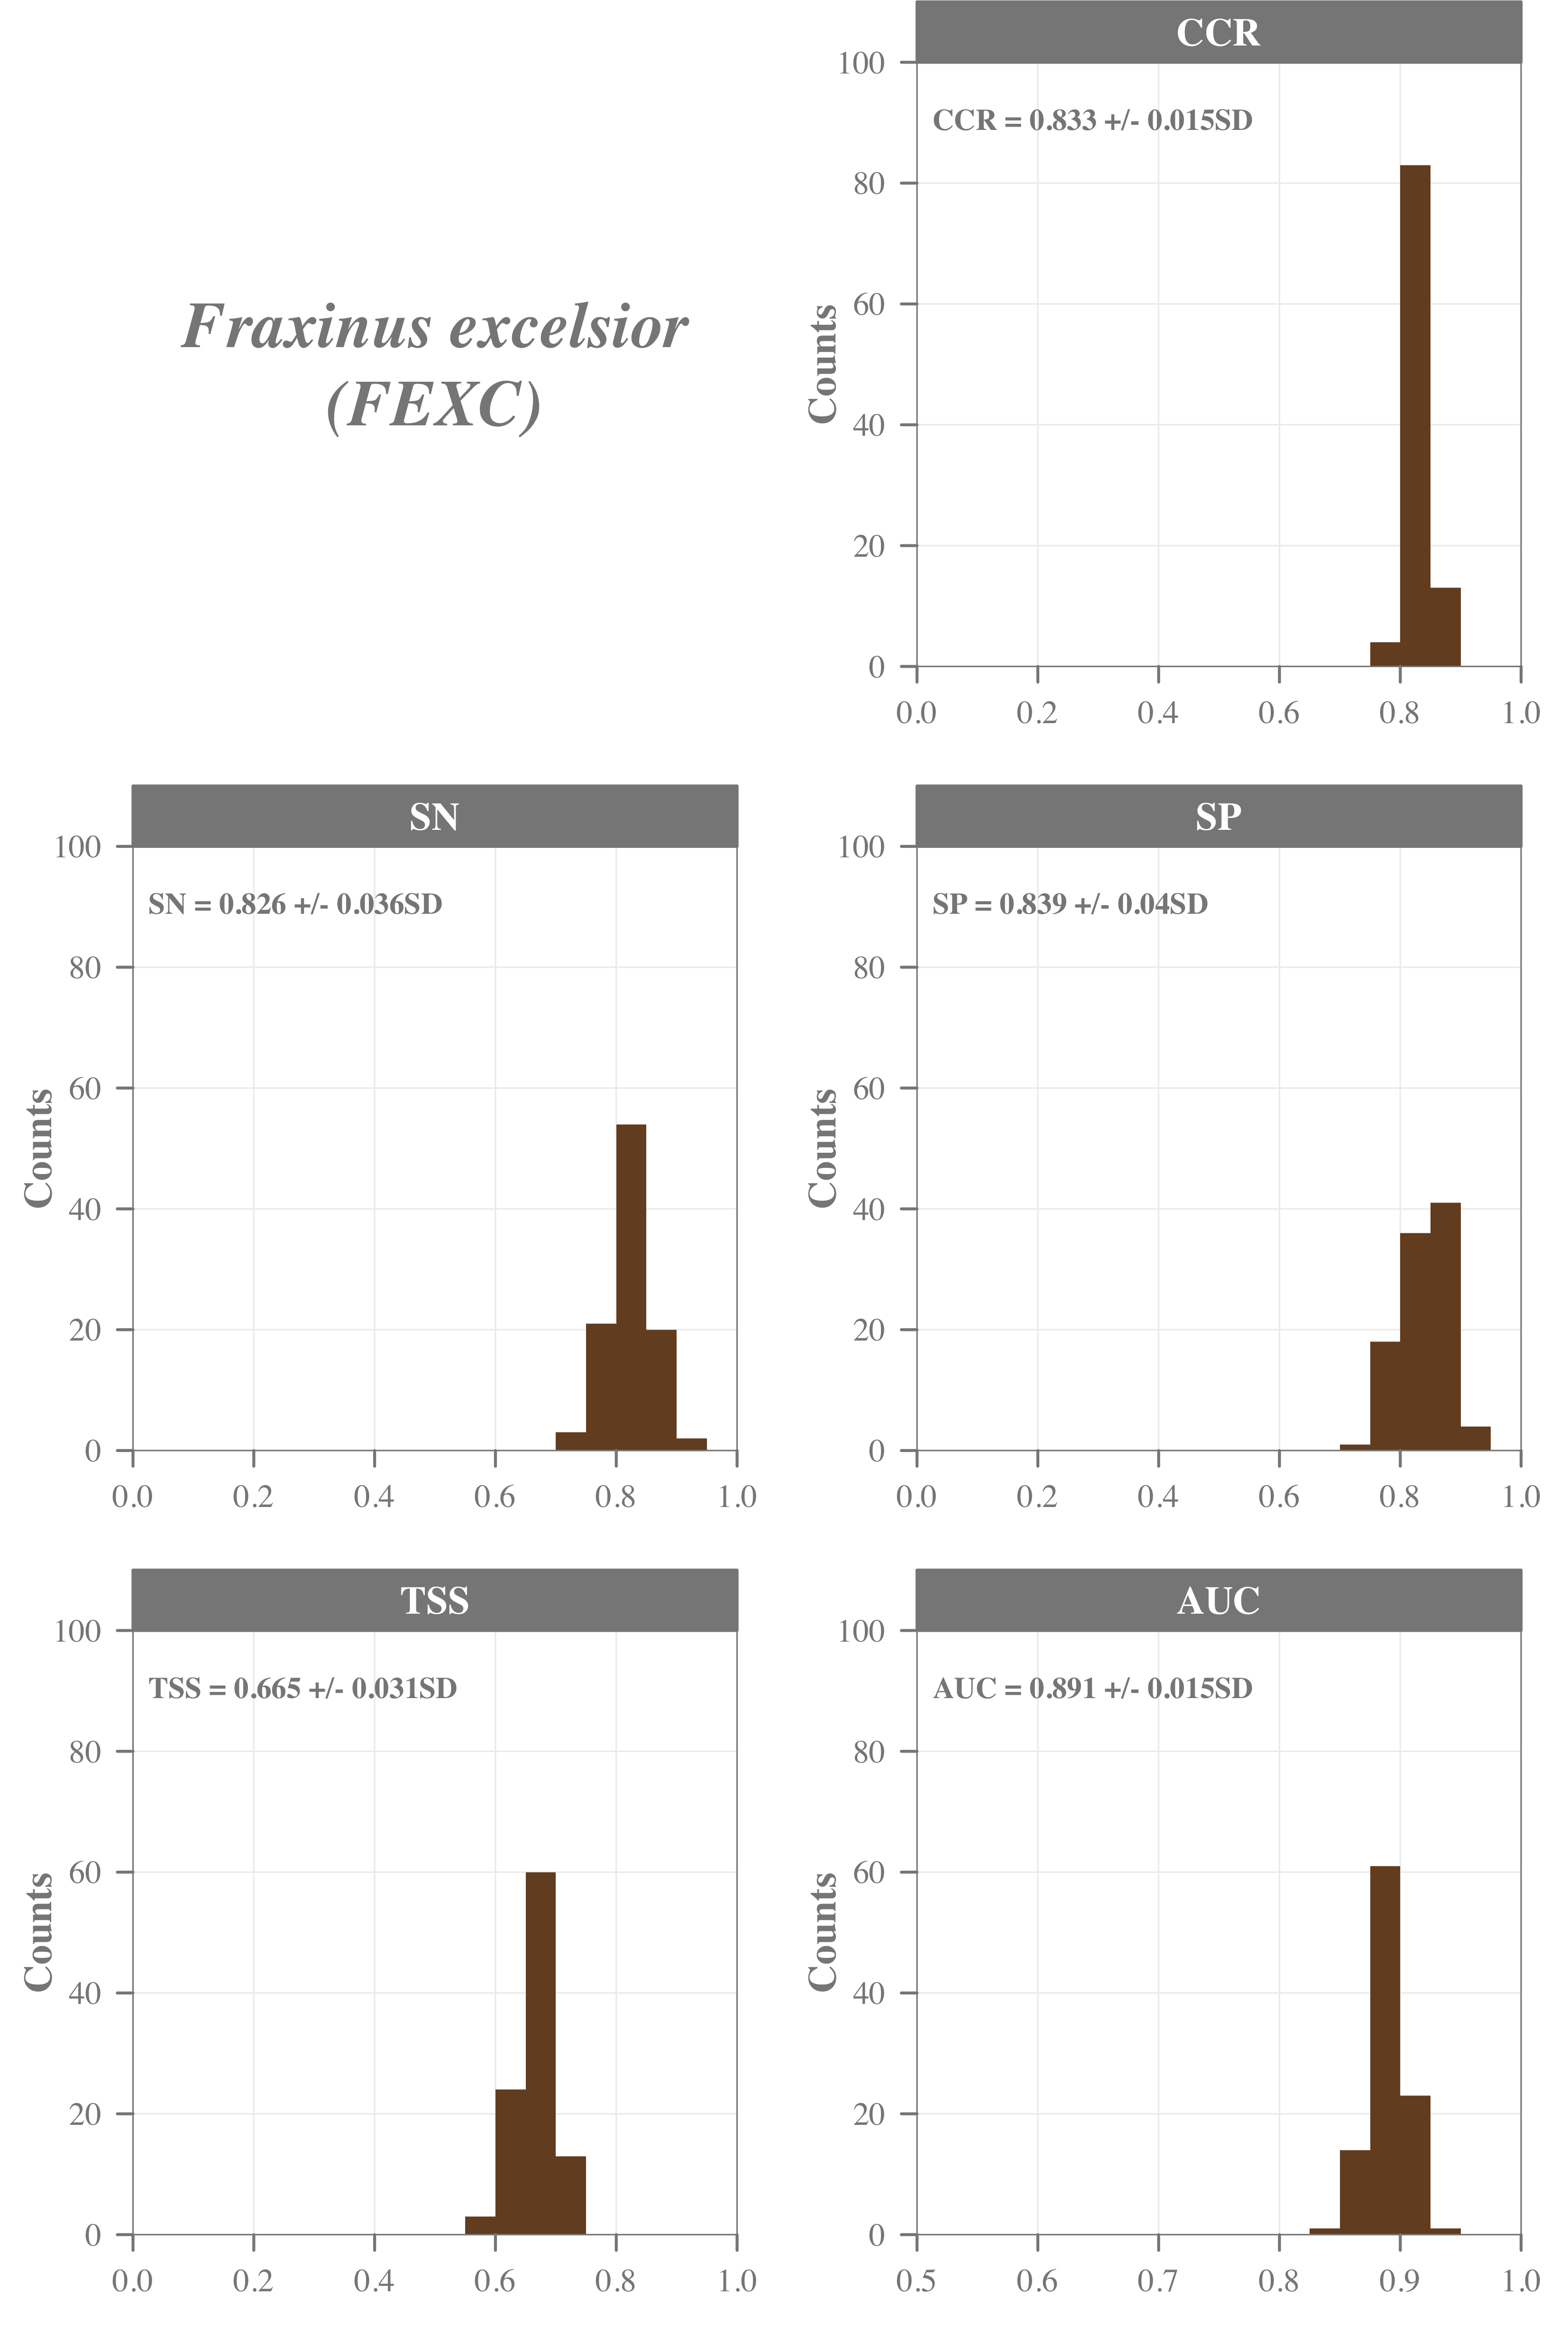 Fraxinus excelsior
(FEXC)
CCR
CCR = 0.833 +/- 0.015SD
Counts
100
80
60
40
20
0
0.0 0.2 0.4 0.6 0.8 1.0
SN
SN = 0.826 +/- 0.036SD
Counts
100
80
60
40
20
0
0.0 0.2 0.4 0.6 0.8 1.0
SP
SP = 0.839 +/- 0.04SD
Counts
100
80
60
40
20
0
0.0 0.2 0.4 0.6 0.8 1.0
TSS
TSS = 0.665 +/- 0.031SD
Counts
100
80
60
40
20
0
0.0 0.2 0.4 0.6 0.8 1.0
AUC
AUC = 0.891 +/- 0.015SD
Counts
100
80
60
40
20
0
0.5 0.6 0.7 0.8 0.9 1.0